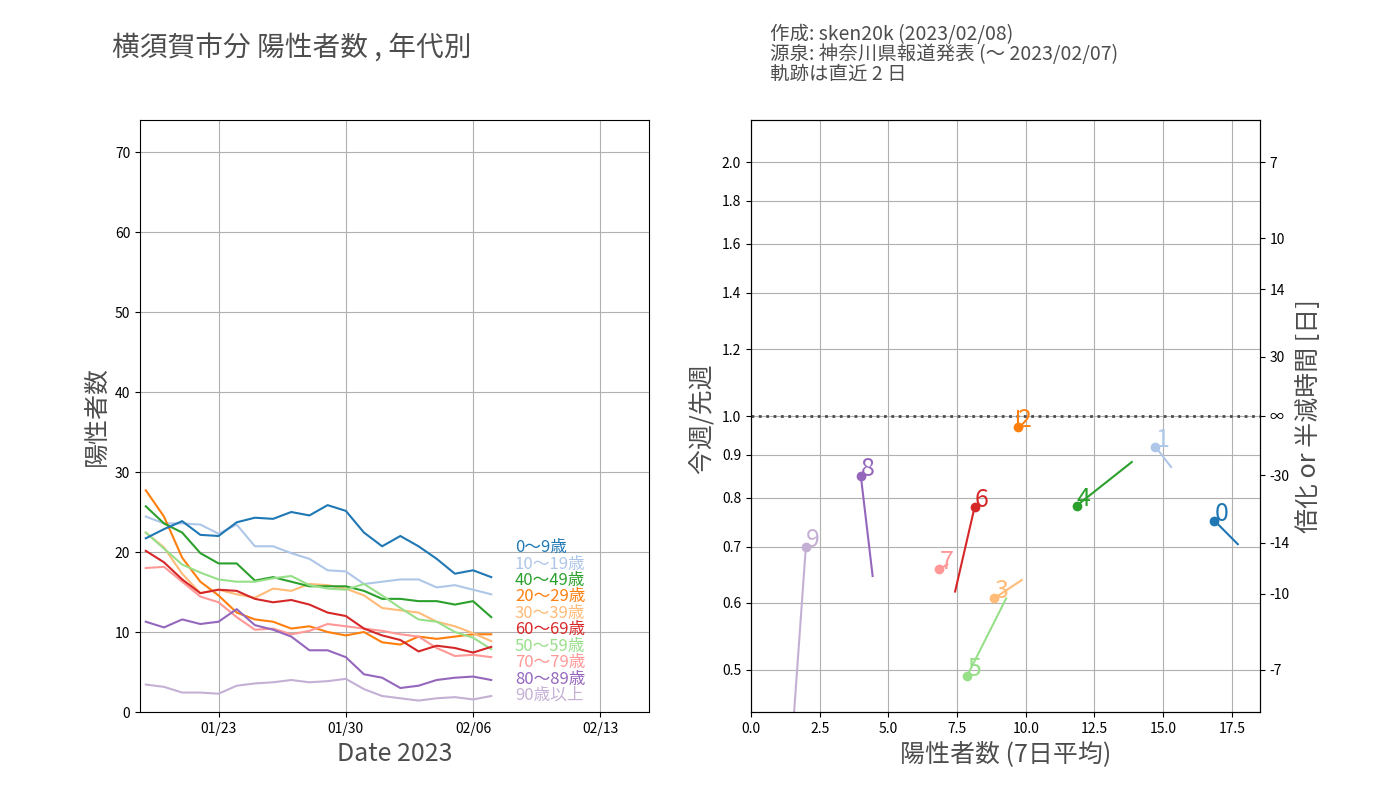 横須賀市分 陽性者数 , 年代別
作成: sken20k (2023/02/08)
源泉: 神奈川県報道発表 (～ 2023/02/07)
軌跡は直近 2 日
陽性者数
70
60
50
40
30
20
10
0
01/23
01/30
02/06
02/13
Date 2023
0～9歳
10～19歳
40～49歳
20～29歳
30～39歳
60～69歳
50～59歳
70～79歳
80～89歳
90歳以上
今週/先週
2.0
1.8
1.6
1.4
1.2
1.0
0.9
0.8
0.7
0.6
0.5
0.0
2.5
5.0
7.5
10.0
12.5
15.0
17.5
陽性者数 (7日平均)
2
1
8
4
6
0
9
7
3
5
7
10
14
30
∞
-30
-14
-10
-7
倍化 or 半減時間 [日]